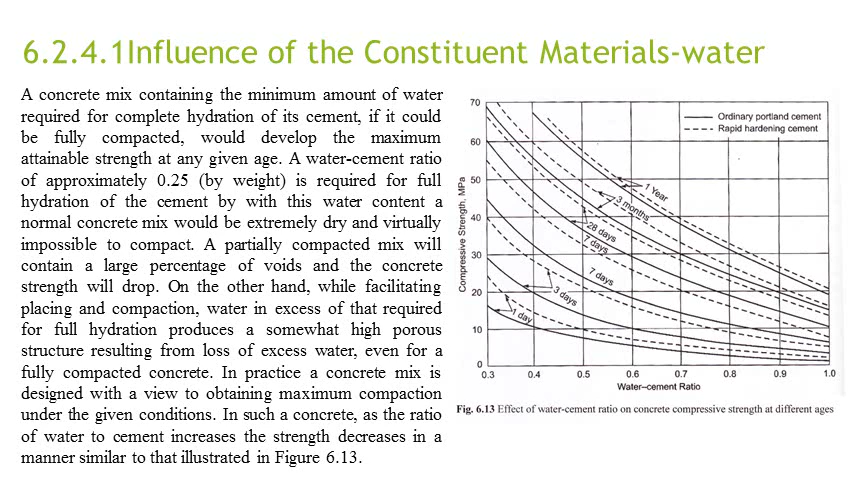 6.2.4.1Influence of the Constituent Materials-water
A concrete mix containing the minimum amount of water
required for complete hydration of its cement, if it could
be fully compacted, would develop the maximum
attainable strength at any given age. A water-cement ratio
of approximately 0.25 (by weight) is required for full
hydration of the cement by with this water content a
normal concrete mix would be extremely dry and virtually
impossible to compact. A partially compacted mix will
contain a large percentage of voids and the concrete
strength will drop. On the other hand, while facilitating
placing and compaction, water in excess of that required
for full hydration produces a somewhat high porous
structure resulting from loss of excess water, even for a
fully compacted concrete. In practice a concrete mix is
designed with a view to obtaining maximum compaction
under the given conditions. In such a concrete, as the ratio
of water to cement increases the strength decreases in a
manner similar to that illustrated in Figure 6.13.
Compressive Strength, MPa
70
60
50
40
30
20
10
0
Ordinary portland cement
Rapid hardening cement
1 Year
3 months
28 days
7 days
7 days
3 days
1 day
0.3 0.4 0.5 0.6 0.7 0.8 0.9 1.0
Water–cement Ratio
Fig. 6.13 Effect of water-cement ratio on concrete compressive strength at different ages